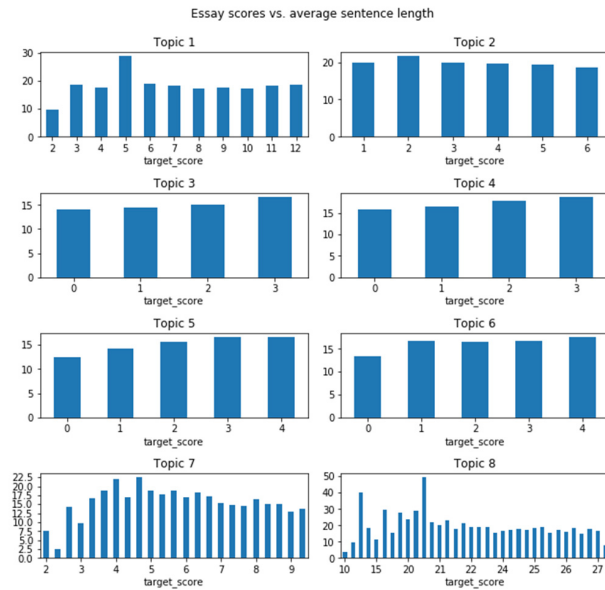 Essay scores vs. average sentence length
Topic 1
30
20
10
0
2 3 4 5 6 7 8 9 10 11 12
target_score
Topic 2
20
10
0
1 2 3 4 5 6
target_score
Topic 3
15
10
5
0
0 1 2 3
target_score
Topic 4
15
10
5
0
0 1 2 3
target_score
Topic 5
15
10
5
0
0 1 2 3 4
target_score
Topic 6
15
10
5
0
0 1 2 3 4
target_score
Topic 7
22.5
20.0
17.5
15.0
12.5
10.0
7.5
5.0
2.5
0.0
2 3 4 5 6 7 8 9
target_score
Topic 8
50
40
30
20
10
0
10 15 20 21 22 23 24 25 26 27
target_score